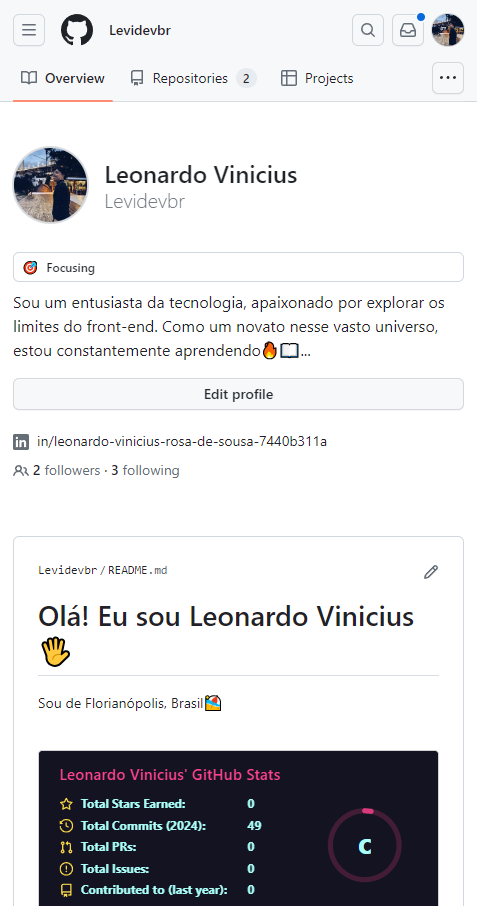 Levidevbr
Overview Repositories 2 Projects
Leonardo Vinicius
Levidevbr
🎯 Focusing
Sou um entusiasta da tecnologia, apaixonado por explorar os
limites do front-end. Como um novato nesse vasto universo,
estou constantemente aprendendo🔥📖...
Edit profile
in/leonardo-vinicius-rosa-de-sousa-7440b311a
2 followers · 3 following
Levidevbr / README.md
Olá! Eu sou Leonardo Vinicius
🖐
Sou de Florianópolis, Brasil🏖
Leonardo Vinicius' GitHub Stats
Total Stars Earned: 0
Total Commits (2024): 49
Total PRs: 0
Total Issues: 0
Contributed to (last year): 0
C